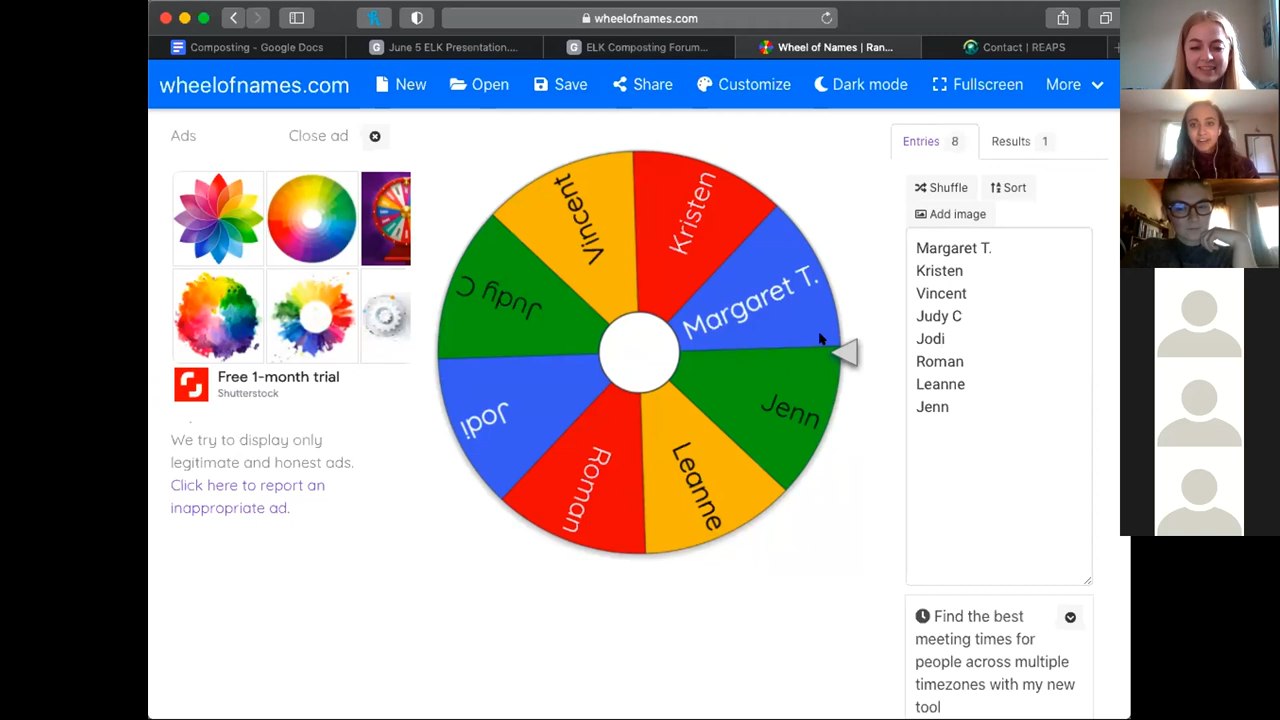 wheelofnames.com
Composting - Google Docs
June 5 ELK Presentation....
ELK Composting Forum...
Wheel of Names | Ran...
Contact | REAPS
wheelofnames.com
New
Open
Save
Share
Customize
Dark mode
Fullscreen
More
Ads
Close ad
Free 1-month trial
Shutterstock
We try to display only
legitimate and honest ads.
Click here to report an
inappropriate ad.
Vincent
Kristen
Margaret T.
Jenn
Leanne
Roman
Jodi
Judy C
Entries 8
Results 1
Shuffle
Sort
Add image
Margaret T.
Kristen
Vincent
Judy C
Jodi
Roman
Leanne
Jenn
Find the best
meeting times for
people across multiple
timezones with my new
tool